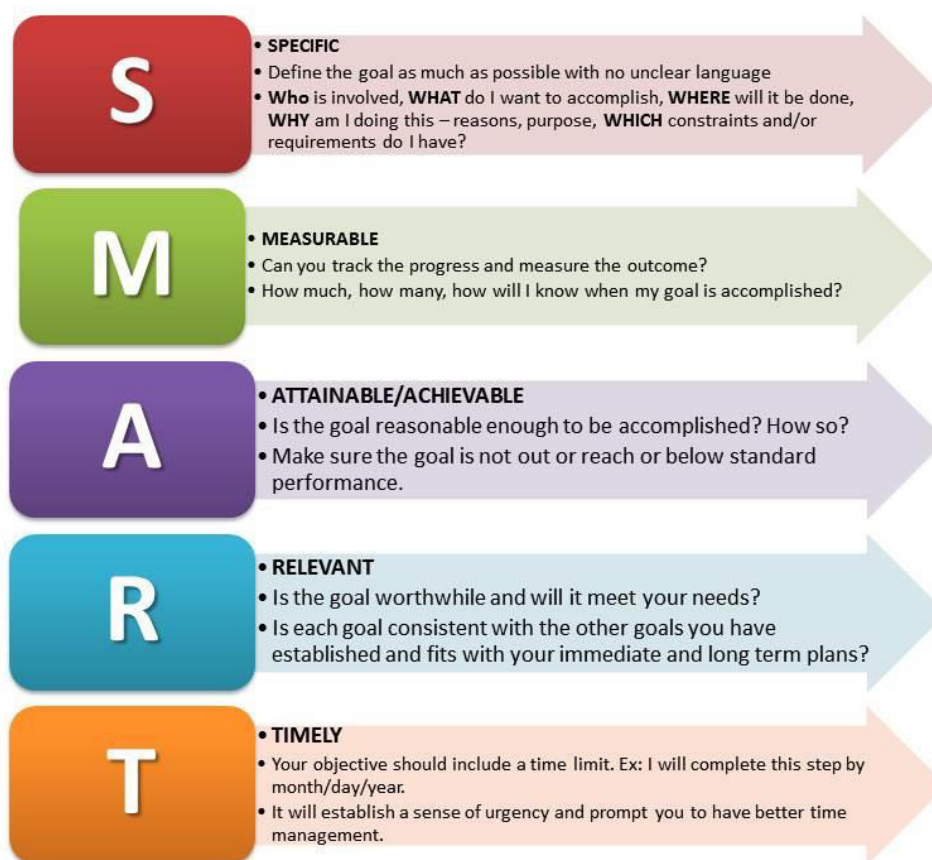 S
• SPECIFIC
• Define the goal as much as possible with no unclear language
• Who is involved, WHAT do I want to accomplish, WHERE will it be done,
WHY am I doing this – reasons, purpose, WHICH constraints and/or
requirements do I have?
M
• MEASURABLE
• Can you track the progress and measure the outcome?
• How much, how many, how will I know when my goal is accomplished?
A
• ATTAINABLE/ACHIEVABLE
• Is the goal reasonable enough to be accomplished? How so?
• Make sure the goal is not out or reach or below standard
performance.
R
• RELEVANT
• Is the goal worthwhile and will it meet your needs?
• Is each goal consistent with the other goals you have
established and fits with your immediate and long term plans?
T
• TIMELY
• Your objective should include a time limit. Ex: I will complete this step by
month/day/year.
• It will establish a sense of urgency and prompt you to have better time
management.